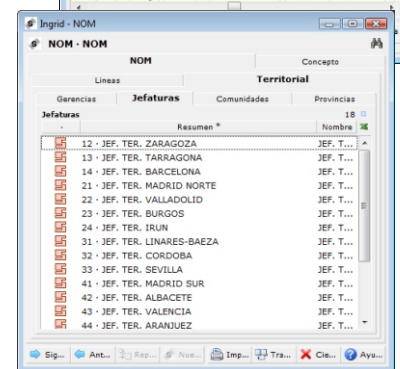 Ingrid - NOM
NOM - NOM
NOM Concepto
Lineas Territorial
Gerencias Jefaturas Comunidades Provincias
Jefaturas 18
- Resumen * Nombre
12 · JEF. TER. ZARAGOZA JEF. T...
13 · JEF. TER. TARRAGONA JEF. T...
14 · JEF. TER. BARCELONA JEF. T...
21 · JEF. TER. MADRID NORTE JEF. T...
22 · JEF. TER. VALLADOLID JEF. T...
23 · JEF. TER. BURGOS JEF. T...
24 · JEF. TER. IRUN JEF. T...
31 · JEF. TER. LINARES-BAEZA JEF. T...
32 · JEF. TER. CORDOBA JEF. T...
33 · JEF. TER. SEVILLA JEF. T...
41 · JEF. TER. MADRID SUR JEF. T...
42 · JEF. TER. ALBACETE JEF. T...
43 · JEF. TER. VALENCIA JEF. T...
44 · JEF. TER. ARANJUEZ JEF. T...
Sig... Ant... Rep... Nue... Imp... Tra... Cie... Ayu...